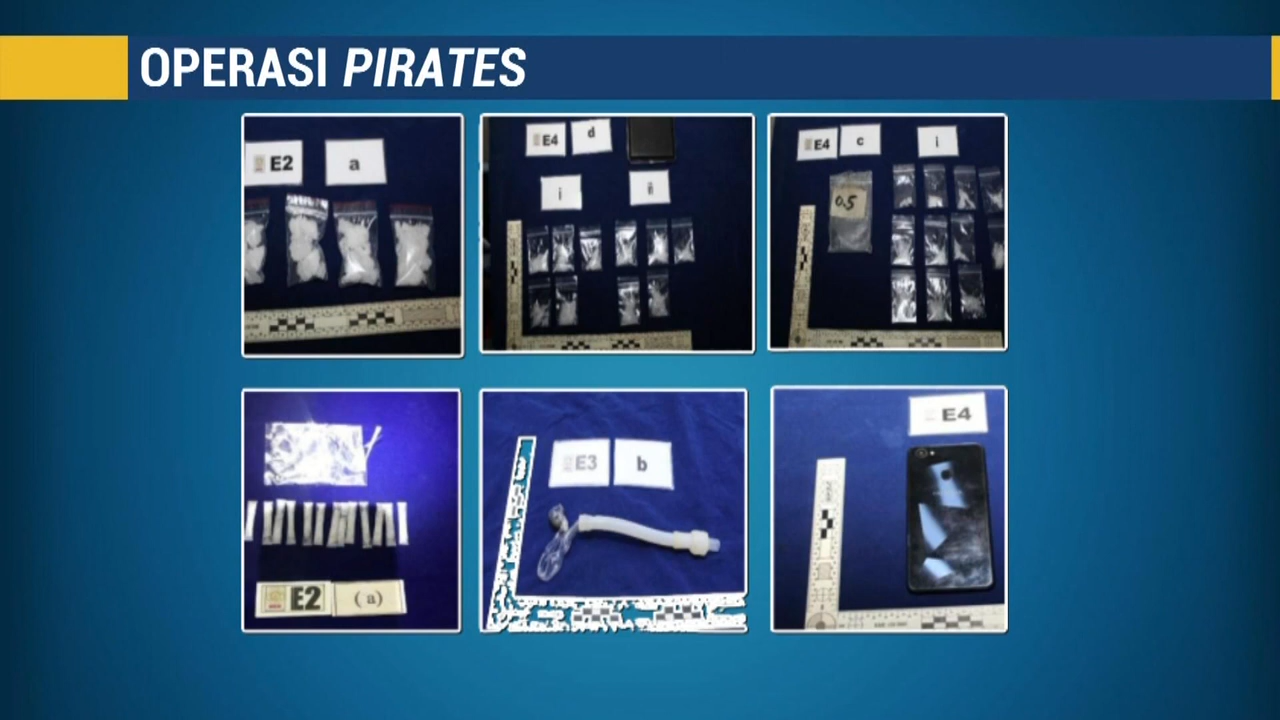 OPERASI PIRATES
E2 a
E4 d
i ii
E4 c i
0.5
E2 (a)
E3 b
E4